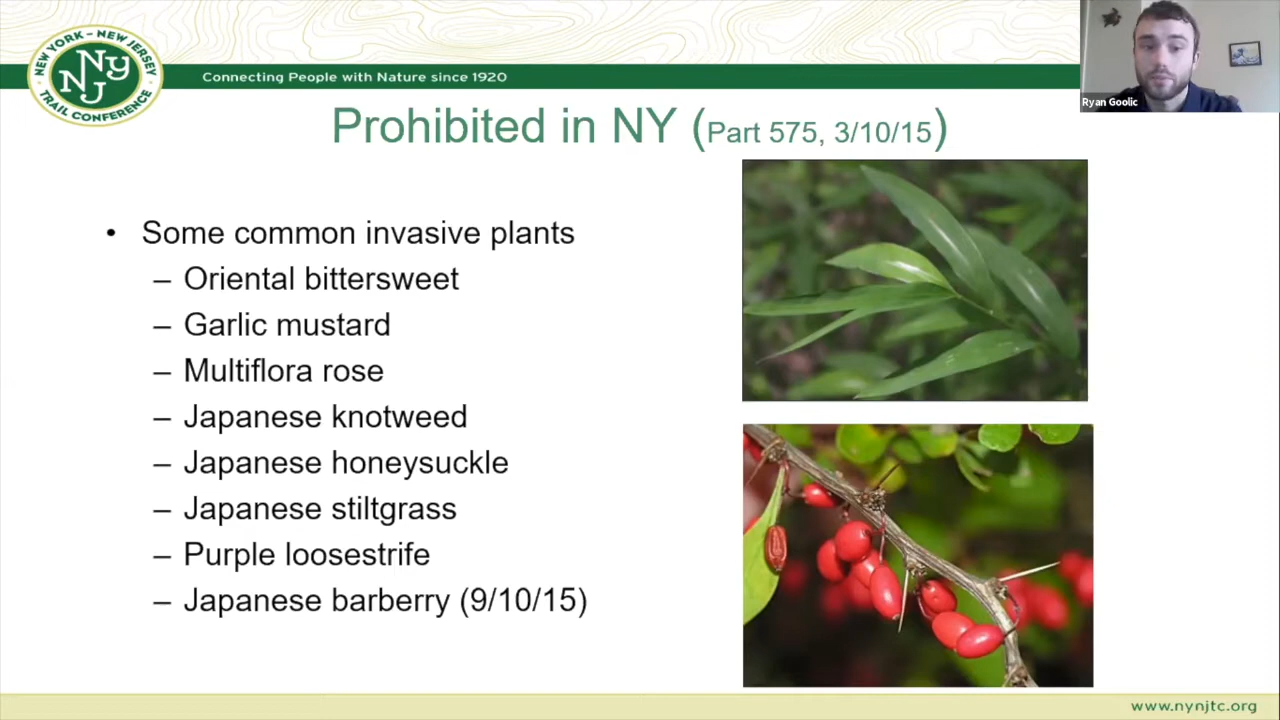 NEW YORK – NEW JERSEY
NY
NJ
TRAIL CONFERENCE
Connecting People with Nature since 1920
Ryan Goolic
Prohibited in NY (Part 575, 3/10/15)
• Some common invasive plants
– Oriental bittersweet
– Garlic mustard
– Multiflora rose
– Japanese knotweed
– Japanese honeysuckle
– Japanese stiltgrass
– Purple loosestrife
– Japanese barberry (9/10/15)
www.nynjtc.org